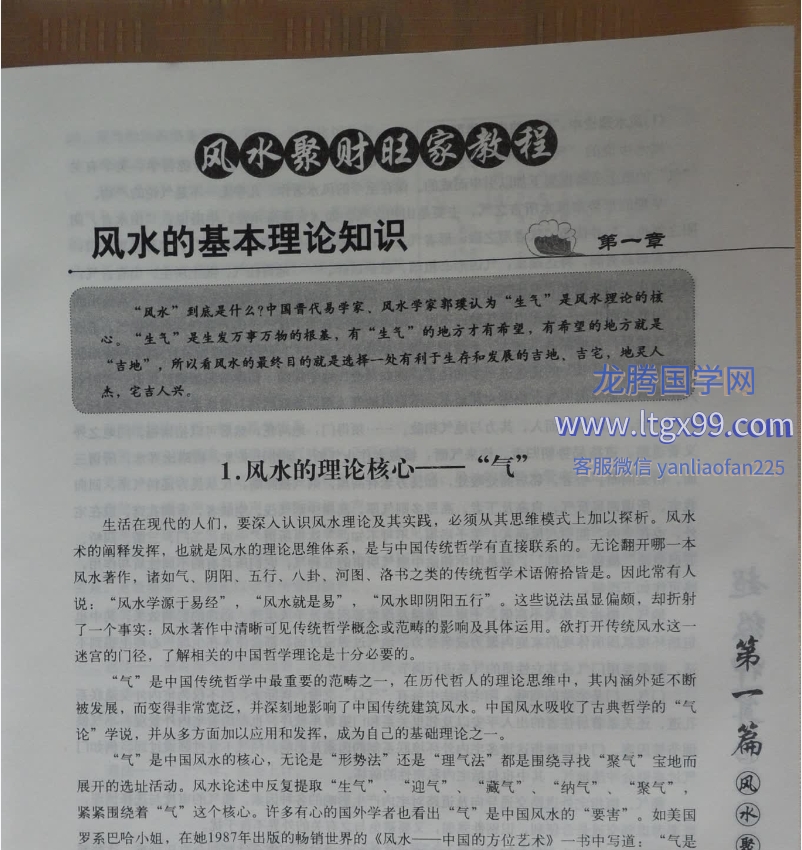 风水聚财旺家教程
风水的基本理论知识
第一章
“风水”到底是什么?中国晋代易学家、风水学家郭璞认为“生气”是风水理论的核
心。“生气”是生发万事万物的根基，有“生气”的地方才有希望，有希望的地方就是
“吉地”，所以看风水的最终目的就是选择一处有利于生存和发展的吉地、吉宅，地灵人
杰，宅吉人兴。
龙腾国学网
www.ltgx99.com
客服微信 yanliaofan225
1.风水的理论核心——“气”
生活在现代的人们，要深入认识风水理论及其实践，必须从其思维模式上加以探析。风水
术的阐释发挥，也就是风水的理论思维体系，是与中国传统哲学有直接联系的。无论翻开哪一本
风水著作，诸如气、阴阳、五行、八卦、河图、洛书之类的传统哲学术语俯拾皆是。因此常有人
说：“风水学源于易经”，“风水就是易”，“风水即阴阳五行”。这些说法虽显偏颇，却折射
了一个事实：风水著作中清晰可见传统哲学概念或范畴的影响及具体运用。欲打开传统风水这一
迷宫的门径，了解相关的中国哲学理论是十分必要的。
“气”是中国传统哲学中最重要的范畴之一，在历代哲人的理论思维中，其内涵外延不断
被发展，而变得非常宽泛，并深刻地影响了中国传统建筑风水。中国风水吸收了古典哲学的“气
论”学说，并从多方面加以应用和发挥，成为自己的基础理论之一。
“气”是中国风水的核心，无论是“形势法”还是“理气法”都是围绕寻找“聚气”宝地而
展开的选址活动。风水论述中反复提取“生气”、“迎气”、“藏气”、“纳气”、“聚气”，
紧紧围绕着“气”这个核心。许多有心的国外学者也看出“气”是中国风水的“要害”。如美国
罗系巴哈小姐，在她1987年出版的畅销世界的《风水——中国的方位艺术》一书中写道：“气是
第一篇
风水聚